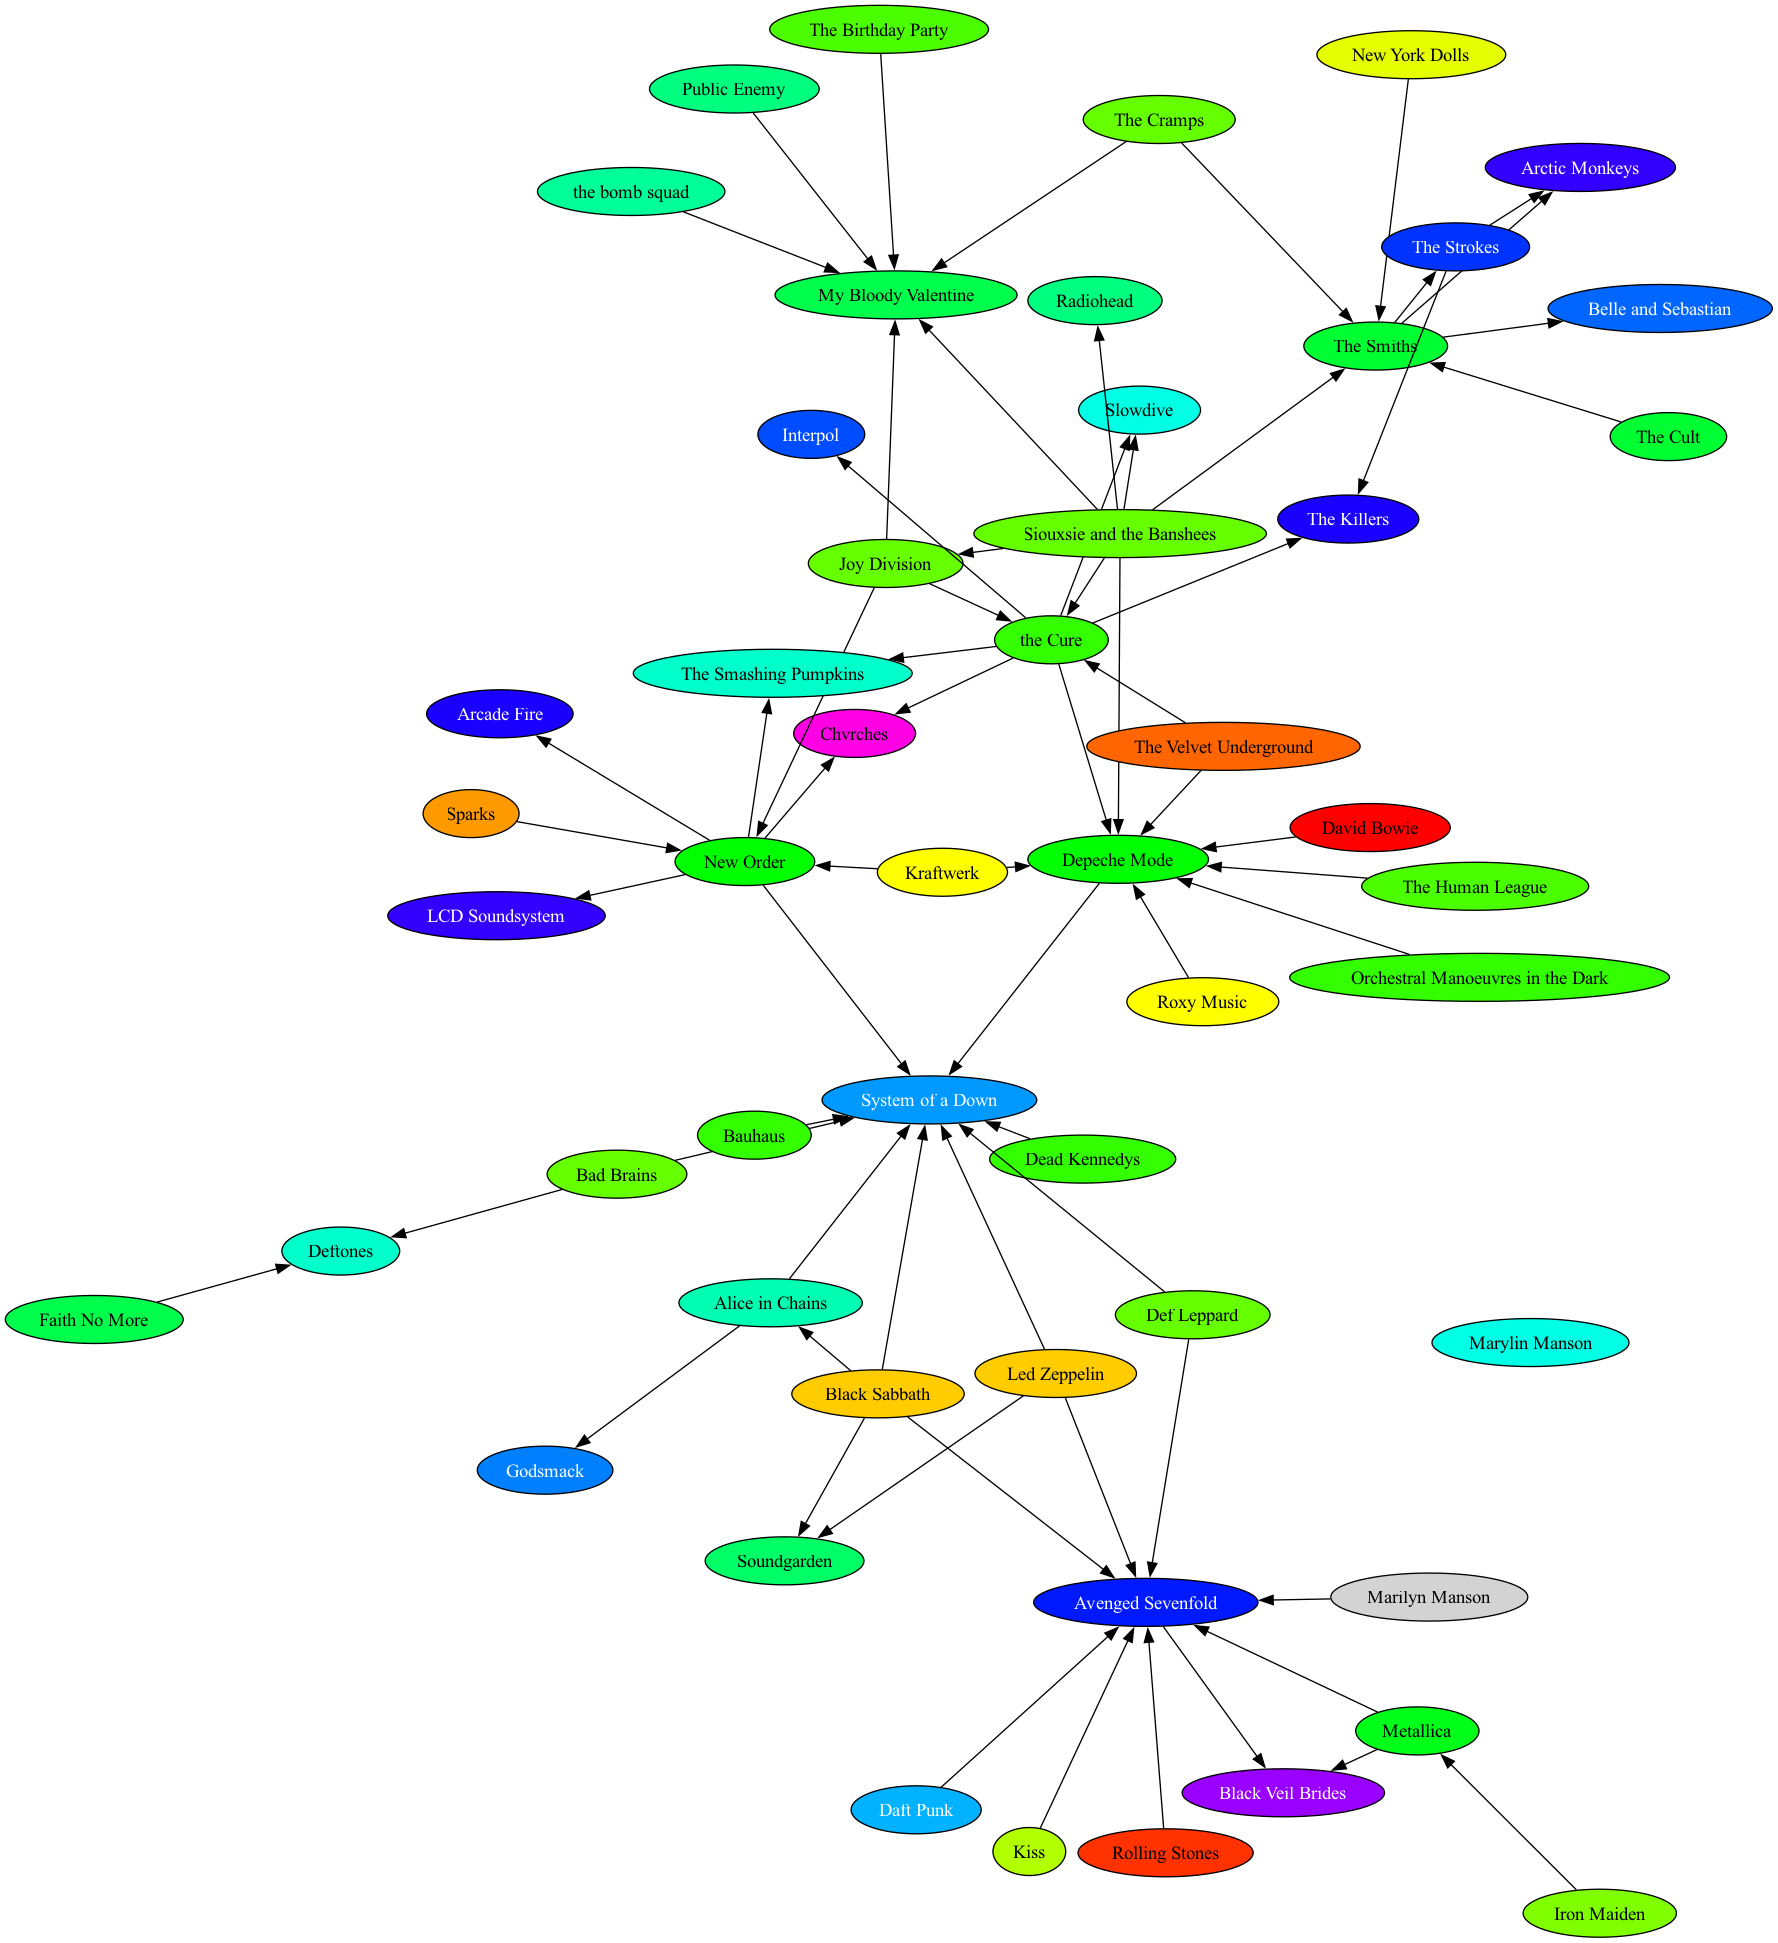 The Birthday Party
New York Dolls
Public Enemy
The Cramps
Arctic Monkeys
the bomb squad
The Strokes
My Bloody Valentine
Radiohead
Belle and Sebastian
The Smiths
Slowdive
Interpol
The Cult
The Killers
Siouxsie and the Banshees
Joy Division
the Cure
The Smashing Pumpkins
Arcade Fire
Chvrches
The Velvet Underground
Sparks
David Bowie
New Order
Depeche Mode
Kraftwerk
The Human League
LCD Soundsystem
Orchestral Manoeuvres in the Dark
Roxy Music
System of a Down
Bauhaus
Dead Kennedys
Bad Brains
Deftones
Alice in Chains
Def Leppard
Faith No More
Marylin Manson
Led Zeppelin
Black Sabbath
Godsmack
Soundgarden
Marilyn Manson
Avenged Sevenfold
Metallica
Black Veil Brides
Daft Punk
Kiss
Rolling Stones
Iron Maiden